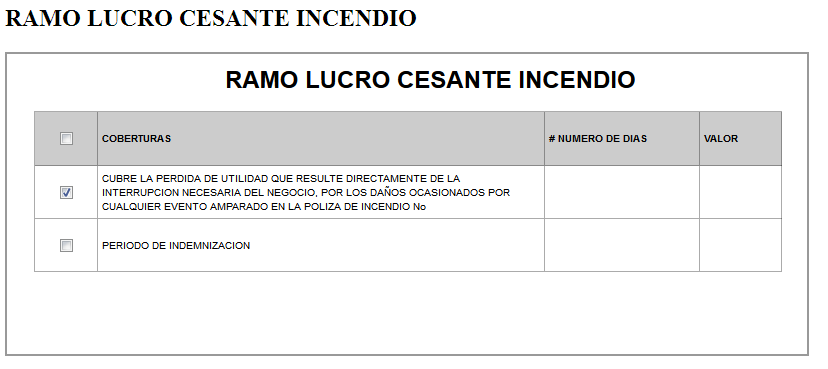 RAMO LUCRO CESANTE INCENDIO
RAMO LUCRO CESANTE INCENDIO
COBERTURAS
# NUMERO DE DIAS
VALOR
CUBRE LA PERDIDA DE UTILIDAD QUE RESULTE DIRECTAMENTE DE LA
INTERRUPCION NECESARIA DEL NEGOCIO, POR LOS DAÑOS OCASIONADOS POR
CUALQUIER EVENTO AMPARADO EN LA POLIZA DE INCENDIO No
PERIODO DE INDEMNIZACION